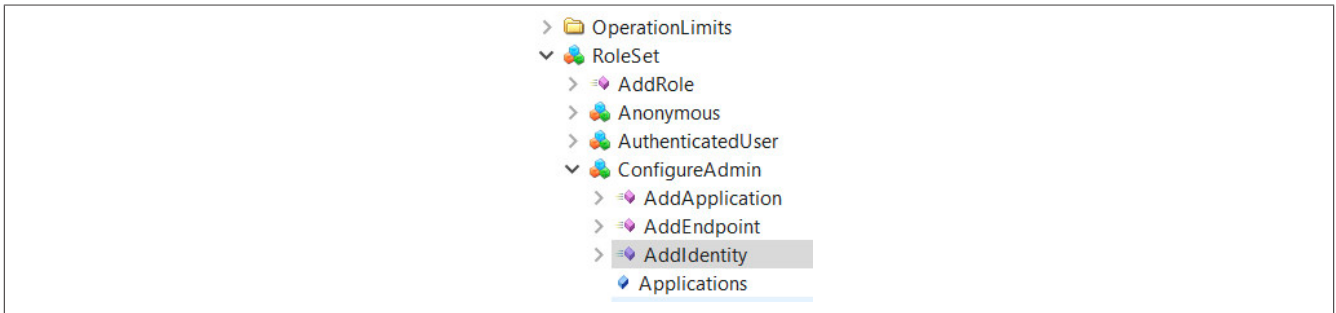 OperationLimits
RoleSet
AddRole
Anonymous
AuthenticatedUser
ConfigureAdmin
AddApplication
AddEndpoint
AddIdentity
Applications